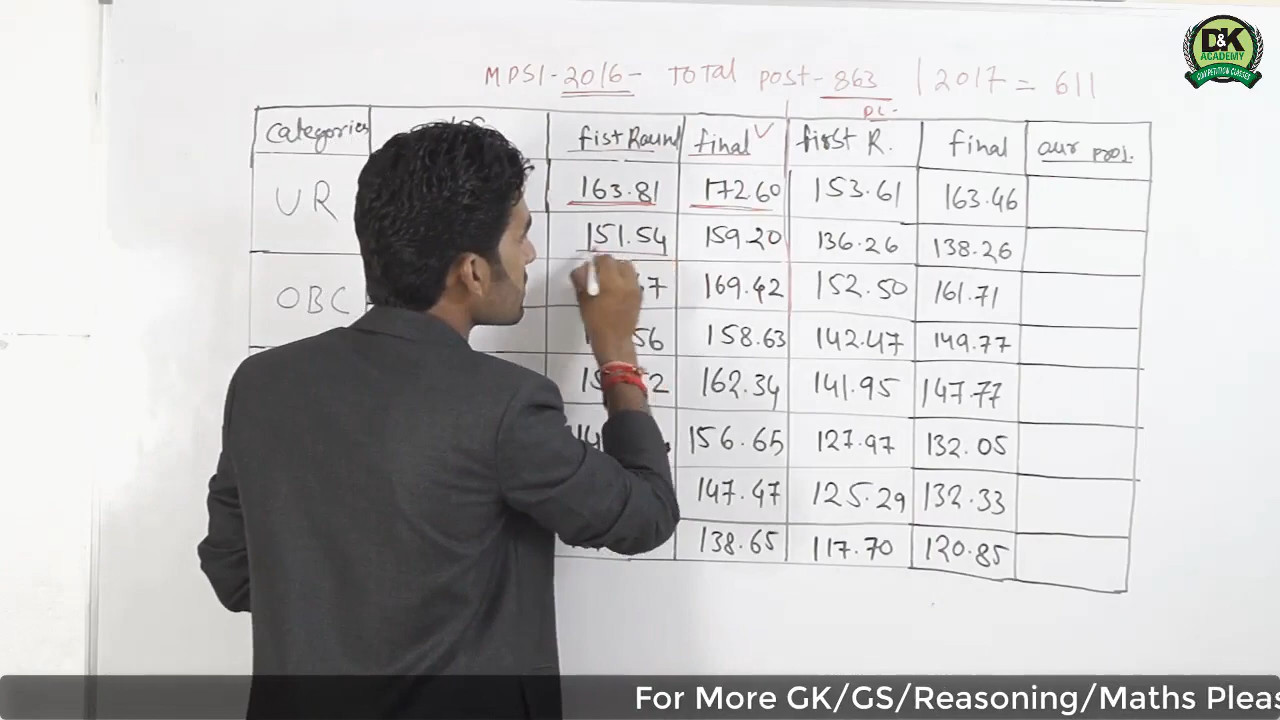 D&K
ACADEMY
COMPETITION CLASSES
MPSI-2016- Total post-863 | 2017 = 611
DL-
Categories fist Round final first R. final our proj.
UR 163.81 172.60 153.61 163.46
151.54 159.20 136.26 138.26
OBC 169.42 152.50 161.71
158.63 142.47 149.77
162.34 141.95 147.77
156.65 127.97 132.05
147.47 125.29 132.33
138.65 117.70 120.85
For More GK/GS/Reasoning/Maths Pleas